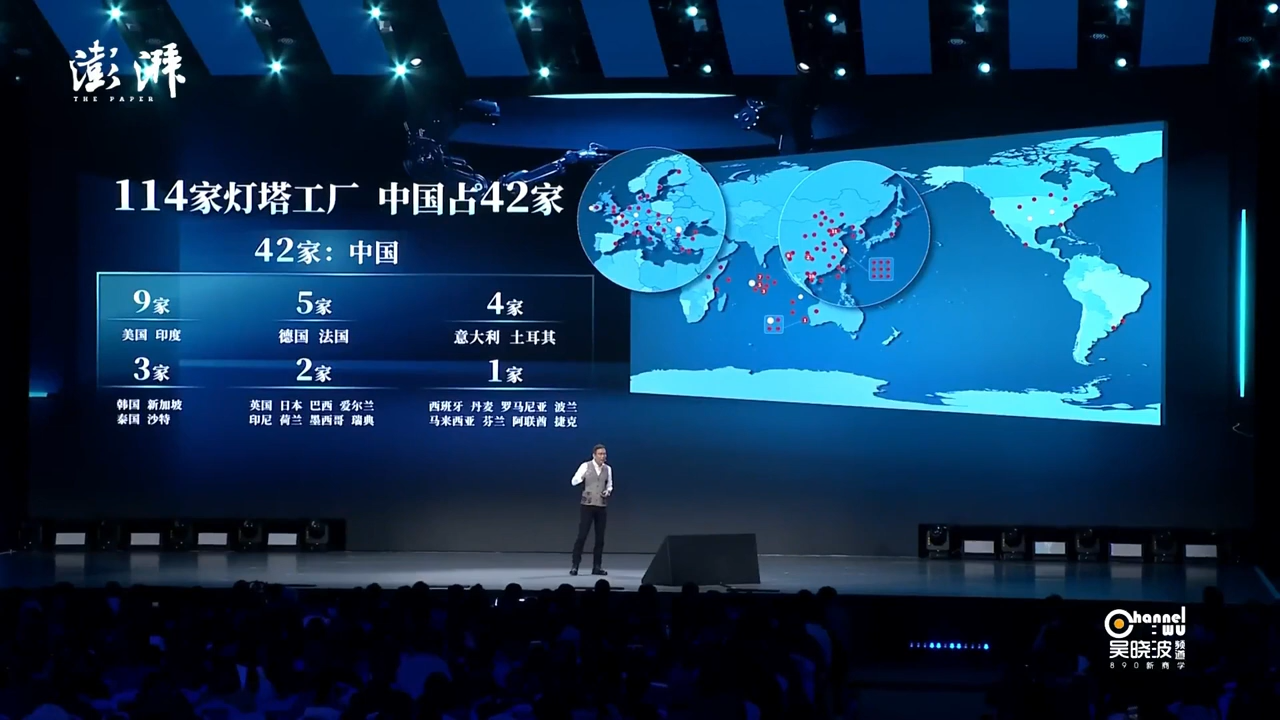 澎湃
THE PAPER
114家灯塔工厂 中国占42家
42家：中国
9家
美国 印度
5家
德国 法国
4家
意大利 土耳其
3家
韩国 新加坡
泰国 沙特
2家
英国 日本 巴西 爱尔兰
印尼 荷兰 墨西哥 瑞典
1家
西班牙 丹麦 罗马尼亚 波兰
马来西亚 芬兰 阿联酋 捷克
Channel
:WU
吴晓波频道
890新商学